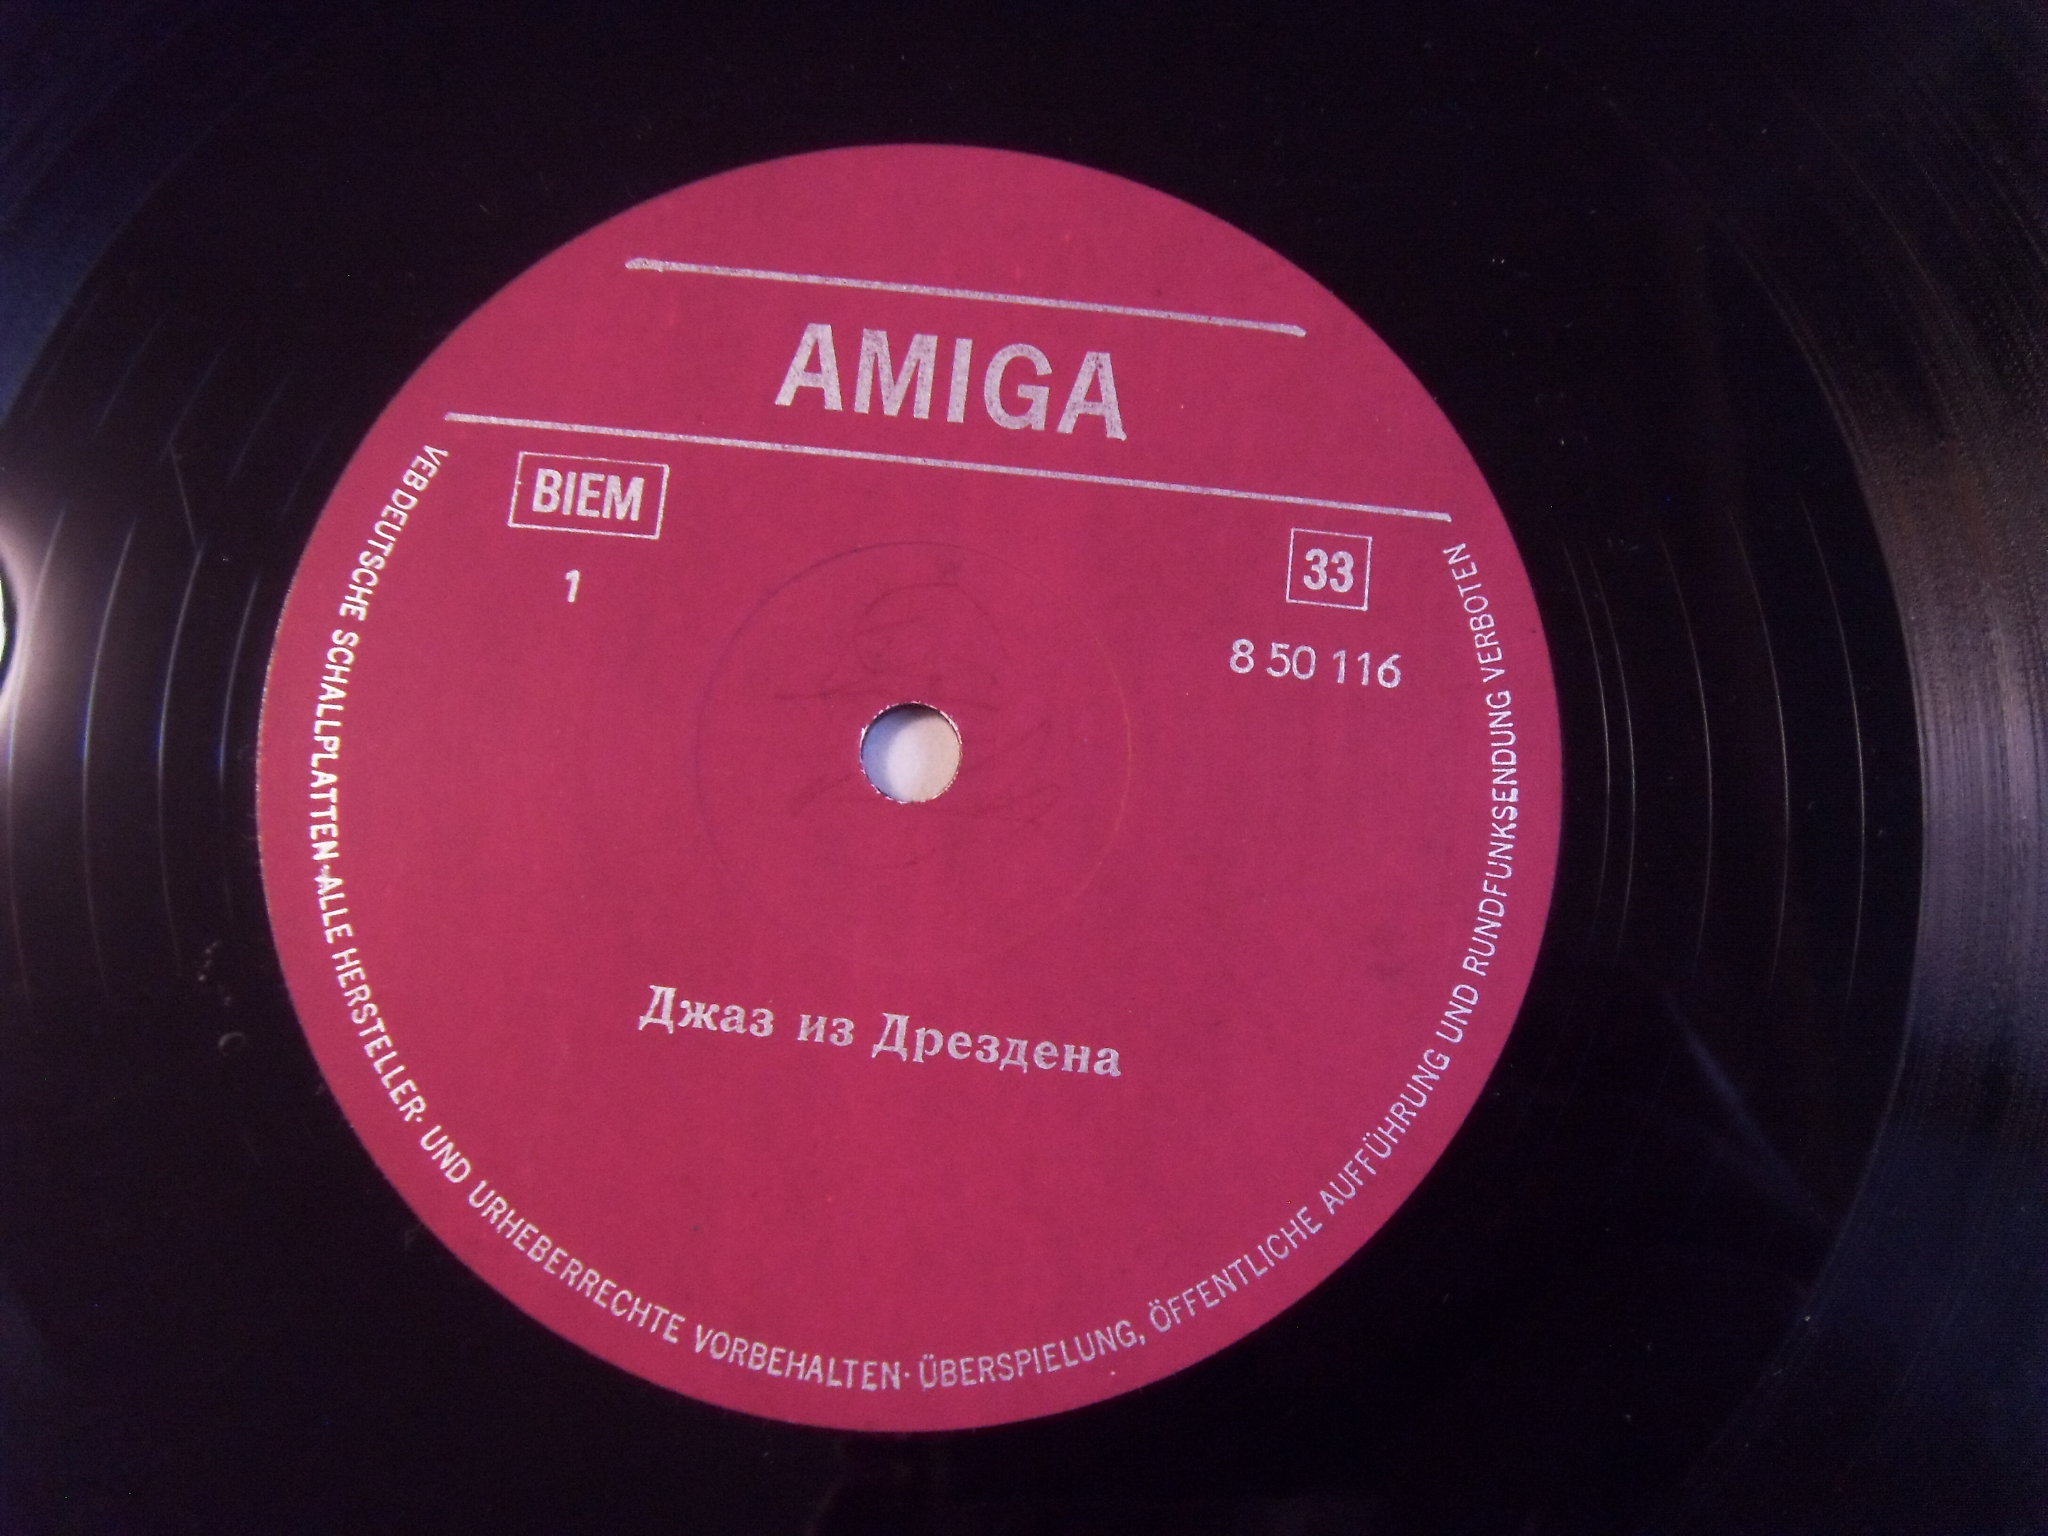 AMIGA
BIEM
33
1
8 50 116
Джаз из Дрездена
VEB DEUTSCHE SCHALLPLATTEN·ALLE HERSTELLER- UND URHEBERRECHTE VORBEHALTEN· ÜBERSPIELUNG, ÖFFENTLICHE AUFFÜHRUNG UND RUNDFUNKSENDUNG VERBOTEN